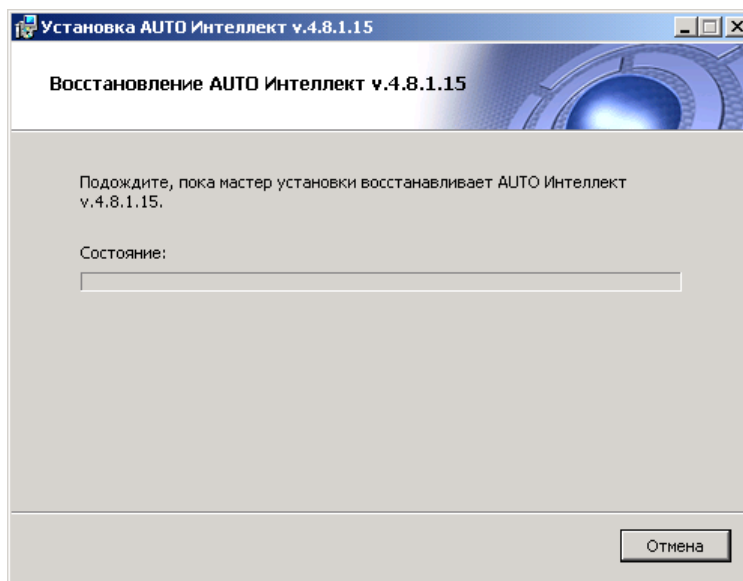 Установка AUTO Интеллект v.4.8.1.15
Восстановление AUTO Интеллект v.4.8.1.15
Подождите, пока мастер установки восстанавливает AUTO Интеллект
v.4.8.1.15.
Состояние:
Отмена